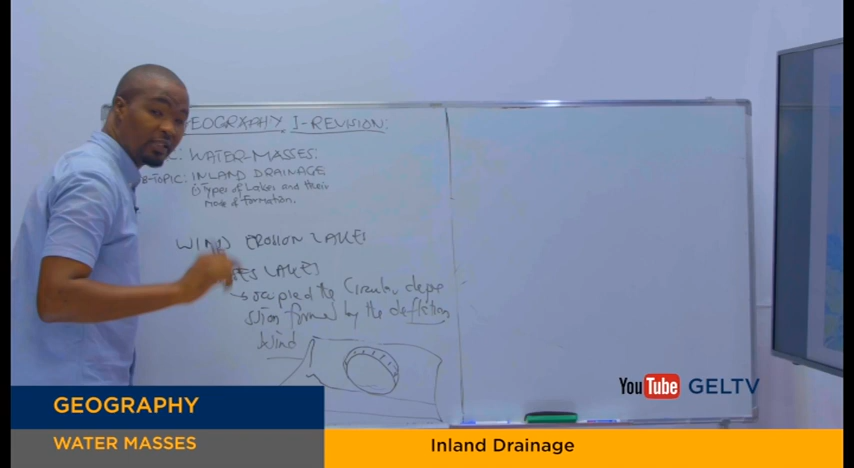 GEOGRAPHY I-REVISION.
WATER-MASSES.
B-TOPIC: INLAND DRAINAGE
Types of Lakes and their
Mode of formation.
WIND EROSION LAKES
LAKES
the Circular depre
ssion formed by the deflation
Wind
YouTube GELTV
GEOGRAPHY
WATER MASSES
Inland Drainage